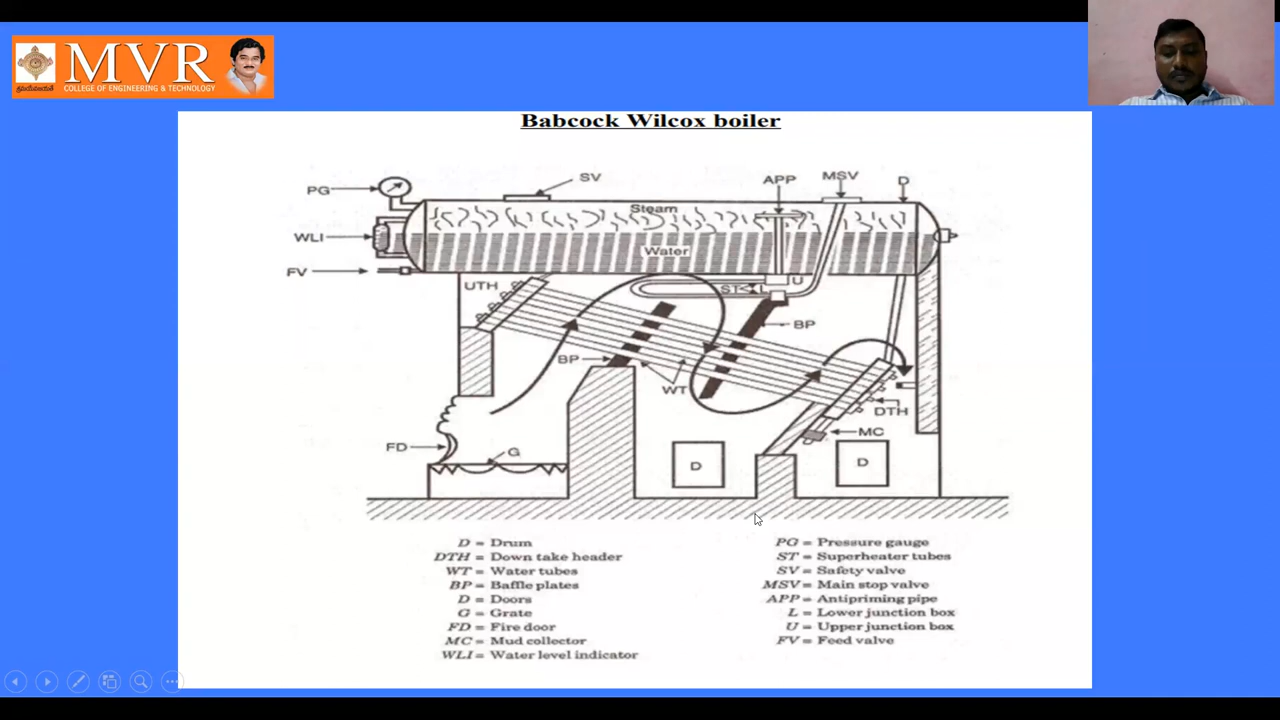 MVR
COLLEGE OF ENGINEERING & TECHNOLOGY
Babcock Wilcox boiler
PG
SV
APP
MSV
D
Steam
WLI
Water
FV
UTH
ST
L
U
BP
BP
WT
DTH
MC
FD
G
D
D
D = Drum
DTH = Down take header
WT = Water tubes
BP = Baffle plates
D = Doors
G = Grate
FD = Fire door
MC = Mud collector
WLI = Water level indicator
PG = Pressure gauge
ST = Superheater tubes
SV = Safety valve
MSV = Main stop valve
APP = Antipriming pipe
L = Lower junction box
U = Upper junction box
FV = Feed valve